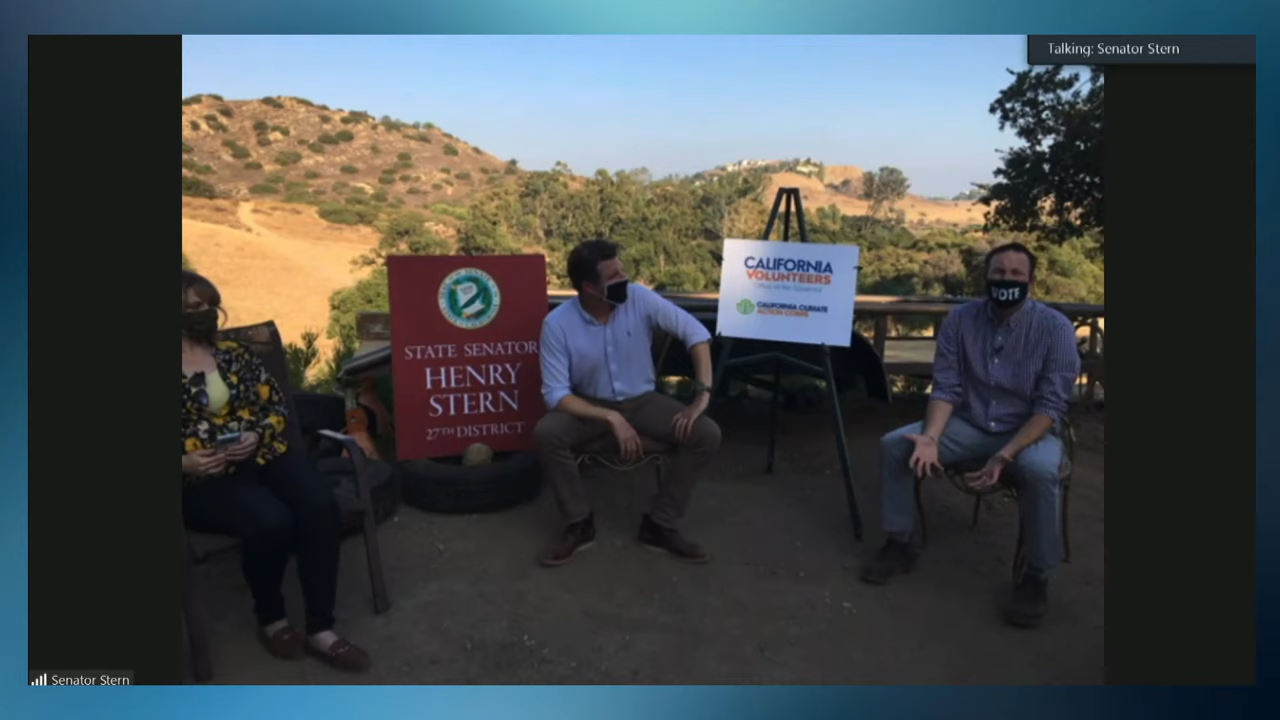 Talking: Senator Stern
STATE SENATOR
HENRY
STERN
27TH DISTRICT
CALIFORNIA
VOLUNTEERS
CALIFORNIA CLIMATE
ACTION CORPS
VOTE
Senator Stern